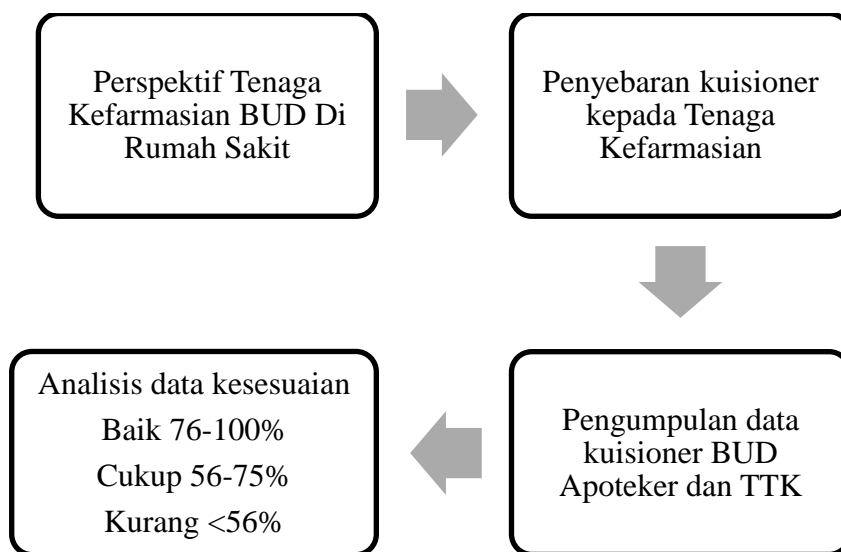 Perspektif Tenaga
Kefarmasian BUD Di
Rumah Sakit
Penyebaran kuisioner
kepada Tenaga
Kefarmasian
Pengumpulan data
kuisioner BUD
Apoteker dan TTK
Analisis data kesesuaian
Baik 76-100%
Cukup 56-75%
Kurang <56%